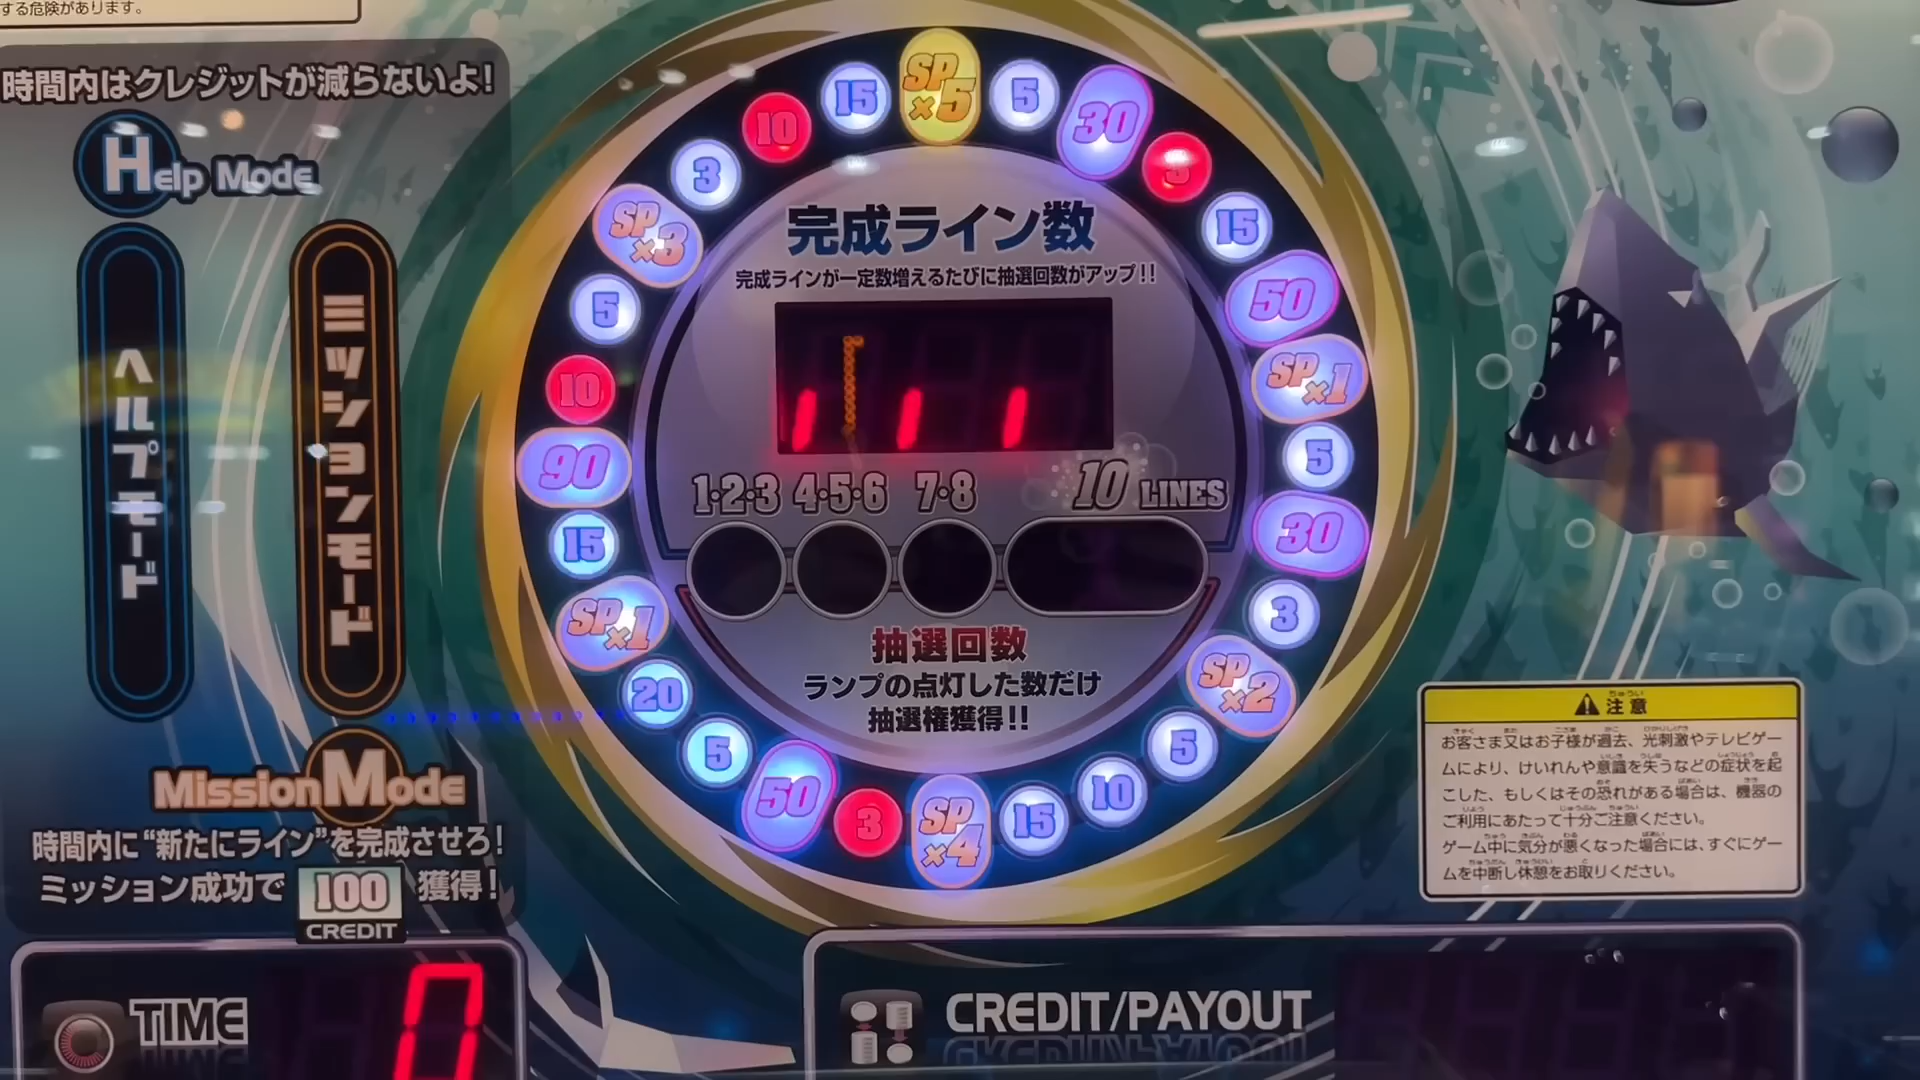 する危険があります。
時間内はクレジットが減らないよ!
Help Mode
ヘルプモード
ミッションモード
Mission Mode
時間内に“新たにライン”を完成させろ!
ミッション成功で 100 CREDIT 獲得!
TIME
0
SP×5
5
30
3
15
50
SP×1
5
30
3
SP×2
5
10
15
SP×4
3
50
5
20
SP×1
15
90
10
5
SP×3
3
10
15
完成ライン数
完成ラインが一定数増えるたびに抽選回数がアップ!!
1・2・3 4・5・6 7・8 10 LINES
抽選回数
ランプの点灯した数だけ
抽選権獲得!!
CREDIT/PAYOUT
注意
お客さま又はお子様が過去、光刺激やテレビゲー
ムにより、けいれんや意識を失うなどの症状を起
こした、もしくはその恐れがある場合は、機器の
ご利用にあたって十分ご注意ください。
ゲーム中に気分が悪くなった場合には、すぐにゲー
ムを中断し休憩をお取りください。